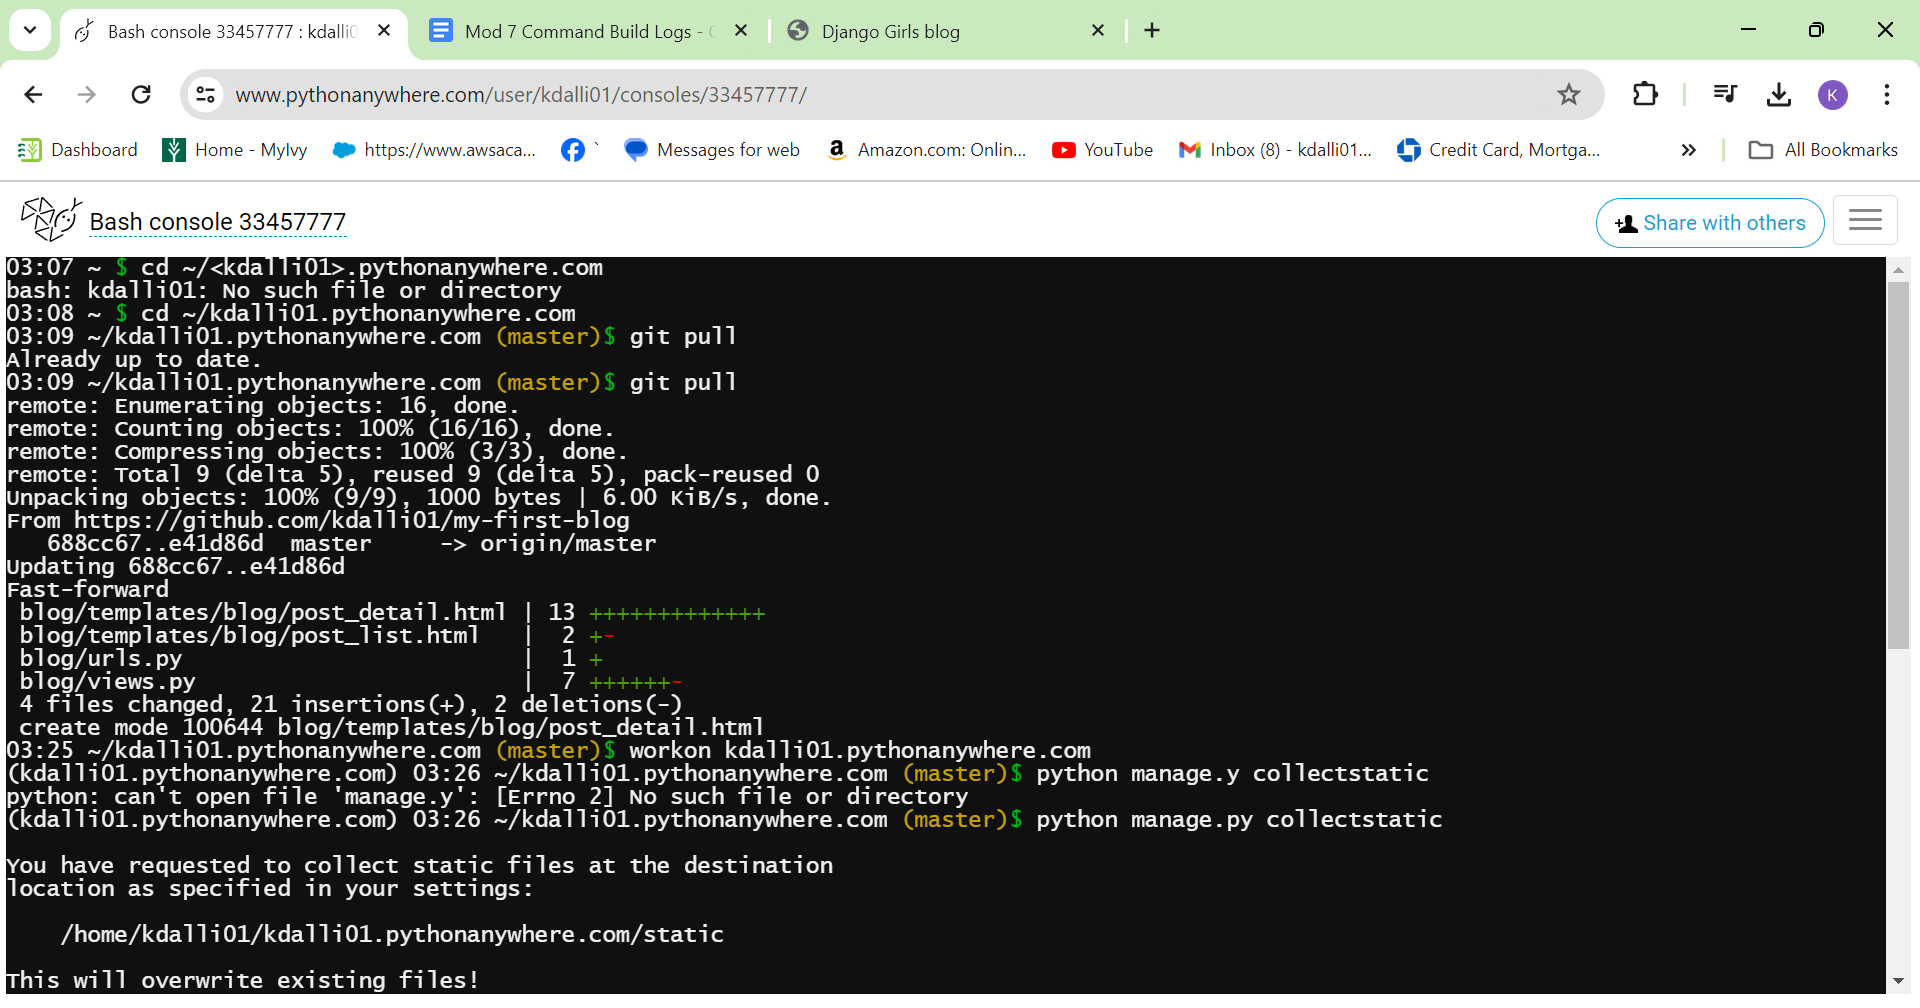 Bash console 33457777 : kdalli0
Mod 7 Command Build Logs -
Django Girls blog
www.pythonanywhere.com/user/kdalli01/consoles/33457777/
K
Dashboard
Home - MyIvy
https://www.awsaca...
`
Messages for web
Amazon.com: Onlin...
YouTube
Inbox (8) - kdalli01...
Credit Card, Mortga...
»
All Bookmarks
Bash console 33457777
Share with others
03:07 ~ $ cd ~/<kdalli01>.pythonanywhere.com
bash: kdalli01: No such file or directory
03:08 ~ $ cd ~/kdalli01.pythonanywhere.com
03:09 ~/kdalli01.pythonanywhere.com (master)$ git pull
Already up to date.
03:09 ~/kdalli01.pythonanywhere.com (master)$ git pull
remote: Enumerating objects: 16, done.
remote: Counting objects: 100% (16/16), done.
remote: Compressing objects: 100% (3/3), done.
remote: Total 9 (delta 5), reused 9 (delta 5), pack-reused 0
Unpacking objects: 100% (9/9), 1000 bytes | 6.00 KiB/s, done.
From https://github.com/kdalli01/my-first-blog
   688cc67..e41d86d  master     -> origin/master
Updating 688cc67..e41d86d
Fast-forward
 blog/templates/blog/post_detail.html | 13 +++++++++++++
 blog/templates/blog/post_list.html   |  2 +-
 blog/urls.py                         |  1 +
 blog/views.py                        |  7 ++++++-
 4 files changed, 21 insertions(+), 2 deletions(-)
 create mode 100644 blog/templates/blog/post_detail.html
03:25 ~/kdalli01.pythonanywhere.com (master)$ workon kdalli01.pythonanywhere.com
(kdalli01.pythonanywhere.com) 03:26 ~/kdalli01.pythonanywhere.com (master)$ python manage.y collectstatic
python: can't open file 'manage.y': [Errno 2] No such file or directory
(kdalli01.pythonanywhere.com) 03:26 ~/kdalli01.pythonanywhere.com (master)$ python manage.py collectstatic
You have requested to collect static files at the destination
location as specified in your settings:
    /home/kdalli01/kdalli01.pythonanywhere.com/static
This will overwrite existing files!